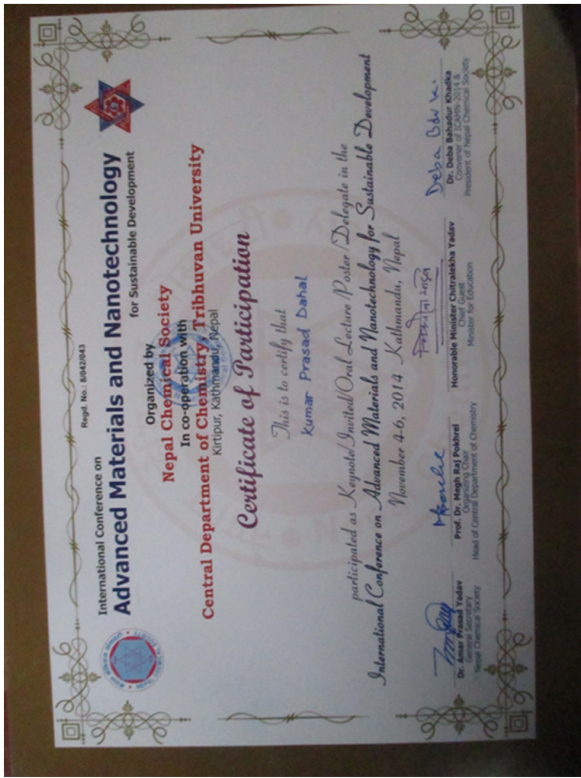 Regd. No.: 8/042/043
International Conference on
Advanced Materials and Nanotechnology
for Sustainable Development
Organized by
Nepal Chemical Society
In co-operation with
Central Department of Chemistry, Tribhuvan University
Kirtipur, Kathmandu, Nepal
Certificate of Participation
This is to certify that
Kumar Prasad Dahal
participated as Keynote/Invited/Oral Lecture/Poster/Delegate in the
International Conference on Advanced Materials and Nanotechnology for Sustainable Development
November 4-6, 2014 Kathmandu, Nepal
Dr. Amar Prasad Yadav
General Secretary
Nepal Chemical Society
Prof. Dr. Megh Raj Pokhrel
Organizing Chair
Head of Central Department of Chemistry
Honorable Minister Chitralekha Yadav
Chief Guest
Minister for Education
Deba Bdr K.
Dr. Deba Bahadur Khadka
Convener of ICAMN-2014 &
President of Nepal Chemical Society